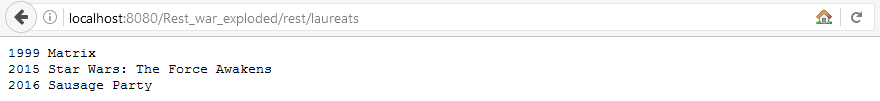 localhost:8080/Rest_war_exploded/rest/laureats
1999 Matrix
2015 Star Wars: The Force Awakens
2016 Sausage Party